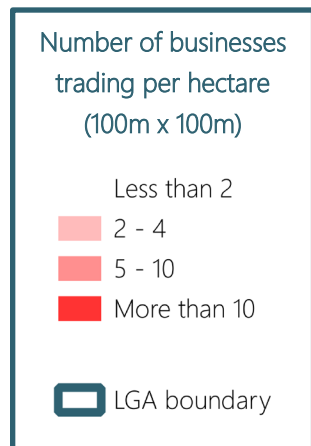 Number of businesses
trading per hectare
(100m x 100m)
Less than 2
2 - 4
5 - 10
More than 10
LGA boundary